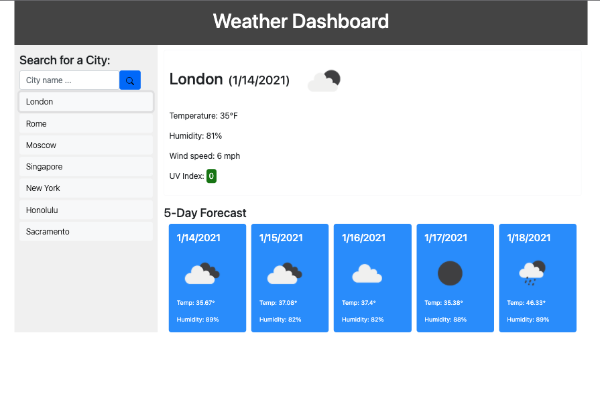 Weather Dashboard
Search for a City:
City name ...
London
Rome
Moscow
Singapore
New York
Honolulu
Sacramento
London (1/14/2021)
Temperature: 35°F
Humidity: 81%
Wind speed: 6 mph
UV Index: 0
5-Day Forecast
1/14/2021
Temp: 35.67°
Humidity: 89%
1/15/2021
Temp: 37.08°
Humidity: 82%
1/16/2021
Temp: 37.4°
Humidity: 82%
1/17/2021
Temp: 35.38°
Humidity: 88%
1/18/2021
Temp: 46.33°
Humidity: 89%